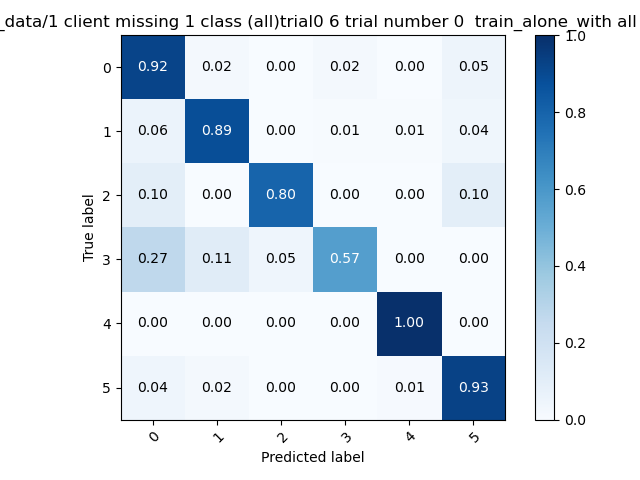 _data/1 client missing 1 class (all)trial0 6 trial number 0 train_alone_with all
True label
0 0.92 0.02 0.00 0.02 0.00 0.05
1 0.06 0.89 0.00 0.01 0.01 0.04
2 0.10 0.00 0.80 0.00 0.00 0.10
3 0.27 0.11 0.05 0.57 0.00 0.00
4 0.00 0.00 0.00 0.00 1.00 0.00
5 0.04 0.02 0.00 0.00 0.01 0.93
0 1 2 3 4 5
Predicted label
1.0
0.8
0.6
0.4
0.2
0.0